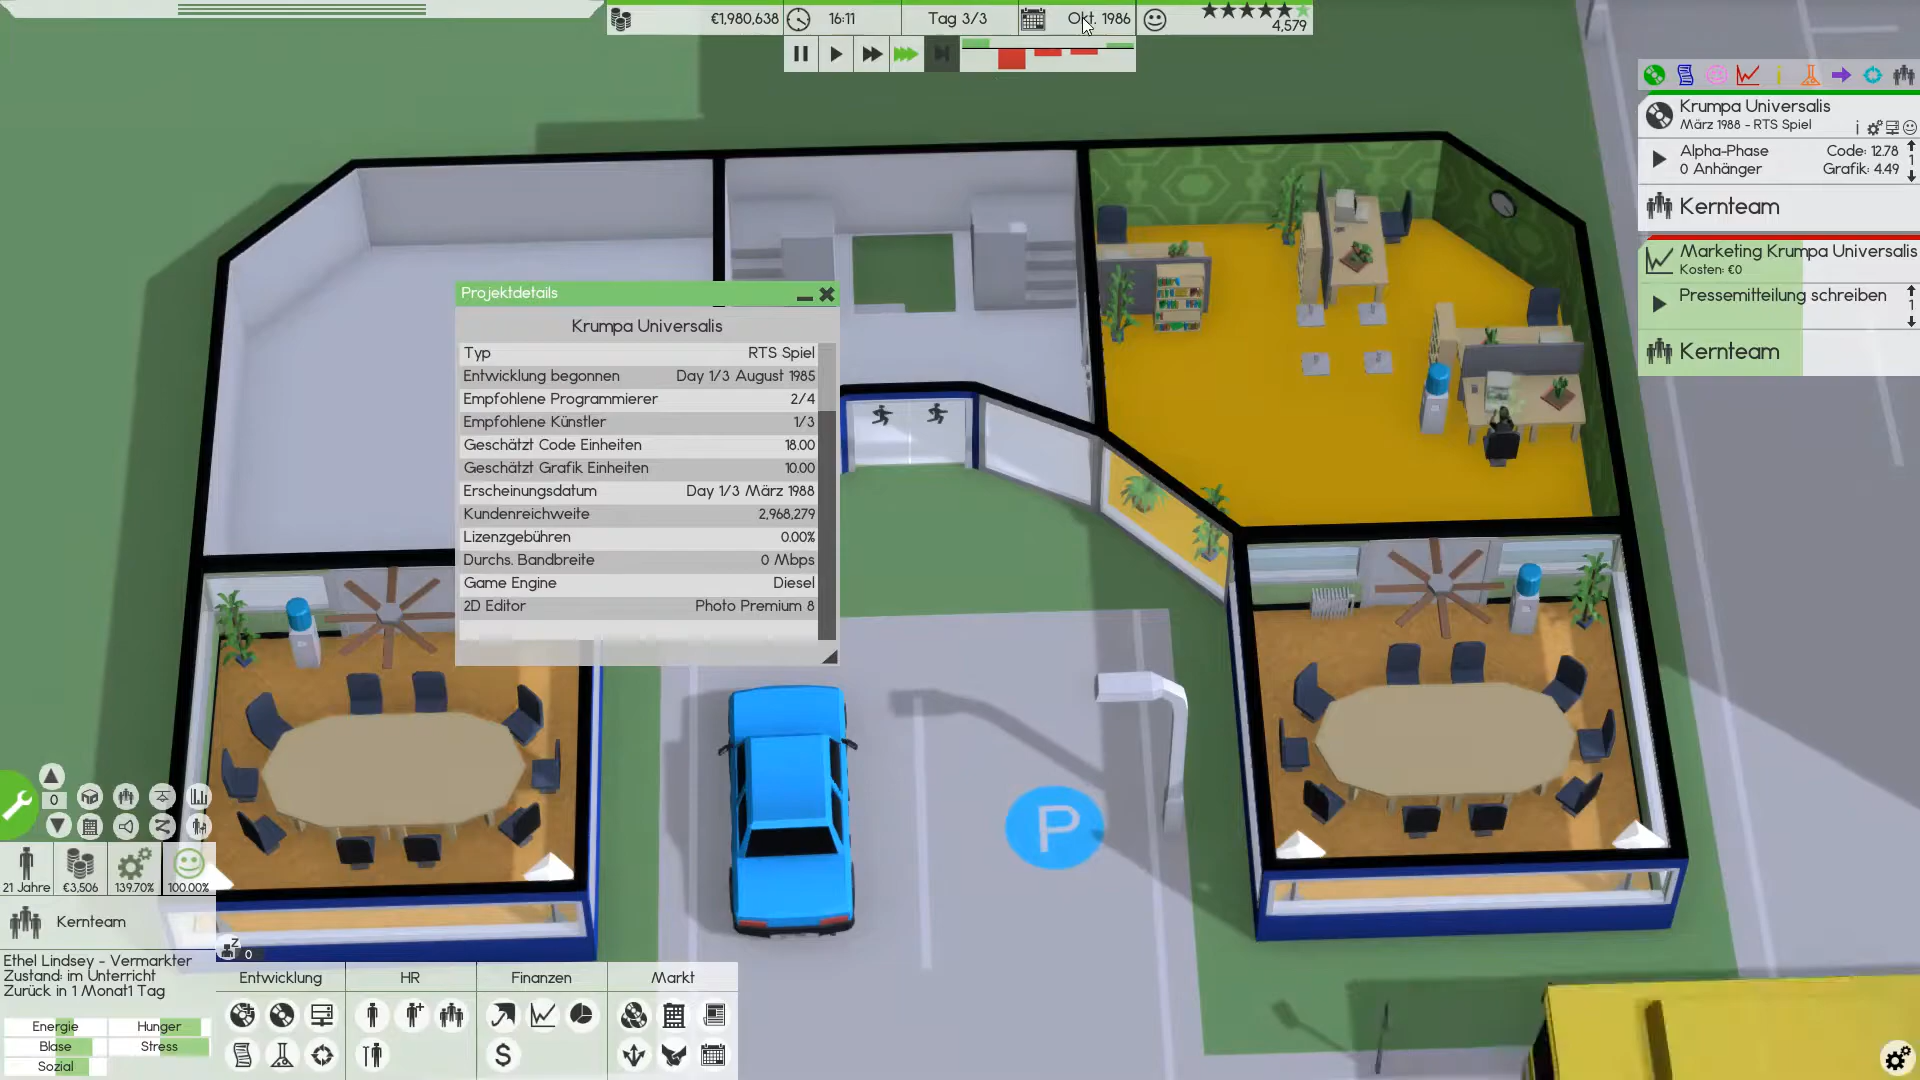 €1,980,638
16:11
Tag 3/3
Okt. 1986
4,579
Krumpa Universalis
März 1988 - RTS Spiel
Alpha-Phase
Code: 12.78
0 Anhänger
Grafik: 4.49
1
Kernteam
Marketing Krumpa Universalis
Kosten: €0
Pressemitteilung schreiben
1
Kernteam
Projektdetails
Krumpa Universalis
Typ RTS Spiel
Entwicklung begonnen Day 1/3 August 1985
Empfohlene Programmierer 2/4
Empfohlene Künstler 1/3
Geschätzt Code Einheiten 18.00
Geschätzt Grafik Einheiten 10.00
Erscheinungsdatum Day 1/3 März 1988
Kundenreichweite 2,968,279
Lizenzgebühren 0.00%
Durchs. Bandbreite 0 Mbps
Game Engine Diesel
2D Editor Photo Premium 8
P
0
21 Jahre
€3,506
139.70%
100.00%
Kernteam
Ethel Lindsey - Vermarkter
Zustand: im Unterricht
Zurück in 1 Monat1 Tag
Energie
Hunger
Blase
Stress
Sozial
Z
0
Entwicklung
HR
Finanzen
Markt